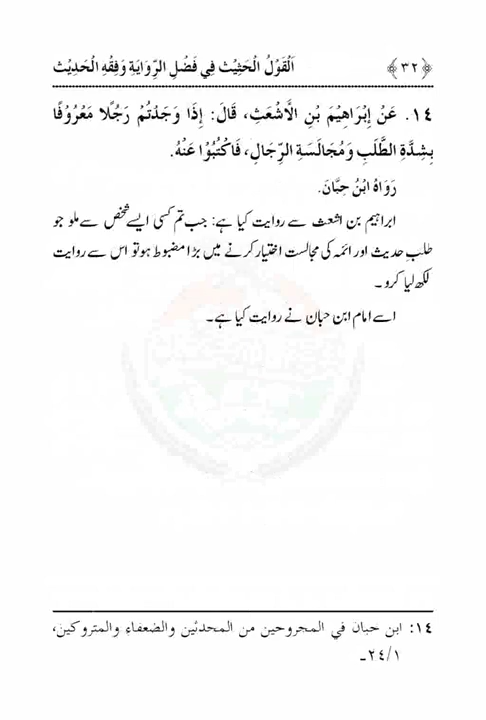 ﴿٣٢﴾ اَلْقَوْلُ الْحَثِيْث فِي فَضْلِ الرِّوَايَةِ وَفِقْهِ الْحَدِيْث
١٤. عَنْ إِبْرَاهِيْمَ بْنِ الْأَشْعَثِ، قَالَ: إِذَا وَجَدْتُمْ رَجُلًا مَعْرُوْفًا
بِشِدَّةِ الطَّلَبِ وَمُجَالَسَةِ الرِّجَالِ، فَاكْتُبُوْا عَنْهُ.
رَوَاهُ ابْنُ حِبَّانَ.
ابراہیم بن اشعث سے روایت کیا ہے: جب تم کسی ایسے شخص سے ملو جو
طلبِ حدیث اور ائمہ کی مجالست اختیار کرنے میں بڑا مضبوط ہو تو اس سے روایت
لکھ لیا کرو۔
اسے امام ابن حبان نے روایت کیا ہے۔
١٤: ابن حبان في المجروحين من المحدثين والضعفاء والمتروكين،
١/٢٤۔